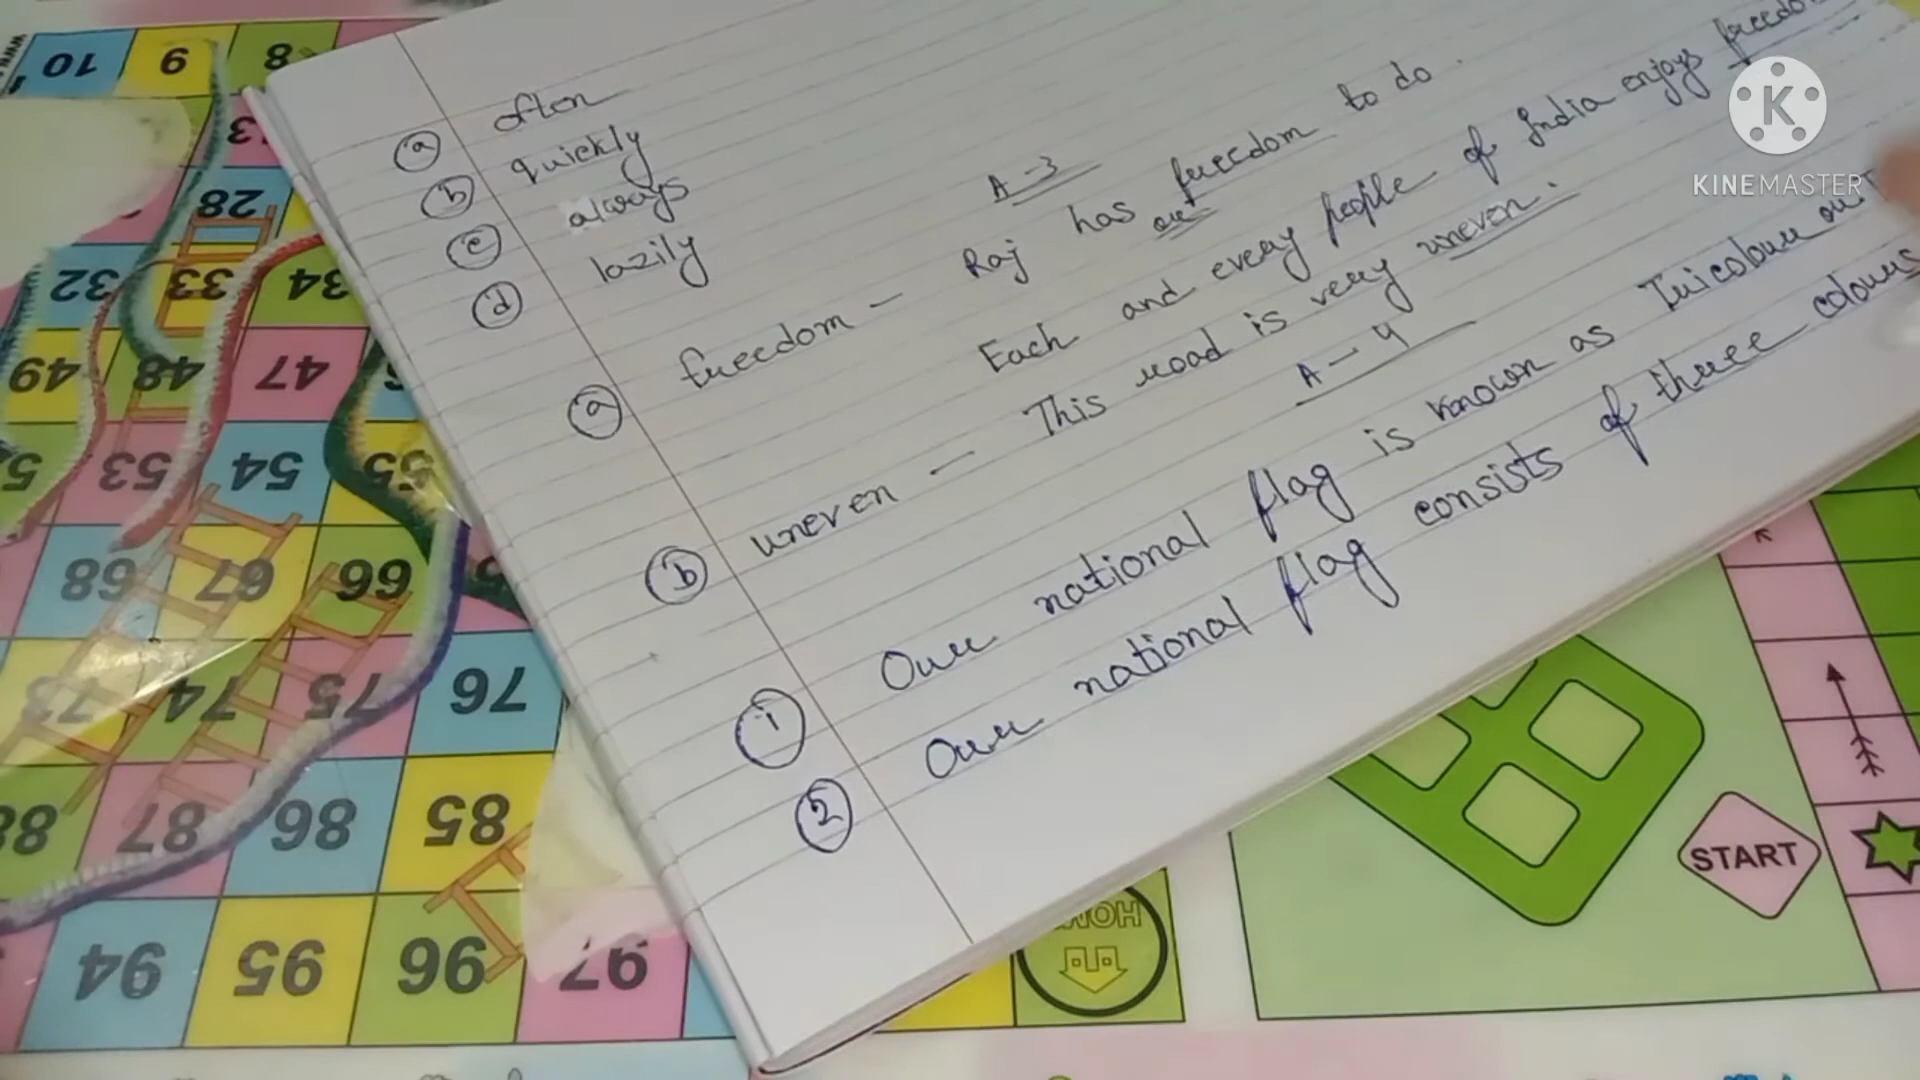 ⓐ often
ⓑ quickly
ⓒ always
ⓓ lazily
A-3
ⓐ freedom — Raj has freedom to do.
Each and every people of India enjoys
ⓑ uneven — This road is very uneven.
A-4
① Our national flag is known as Tricolour
② Our national flag consists of three colours
KINEMASTER
K
10 9 8
28
32 33 34
49 48 47
53 54 55
68 67 66
73 74 75 76
88 87 86 85
94 95 96 97
HOM
START